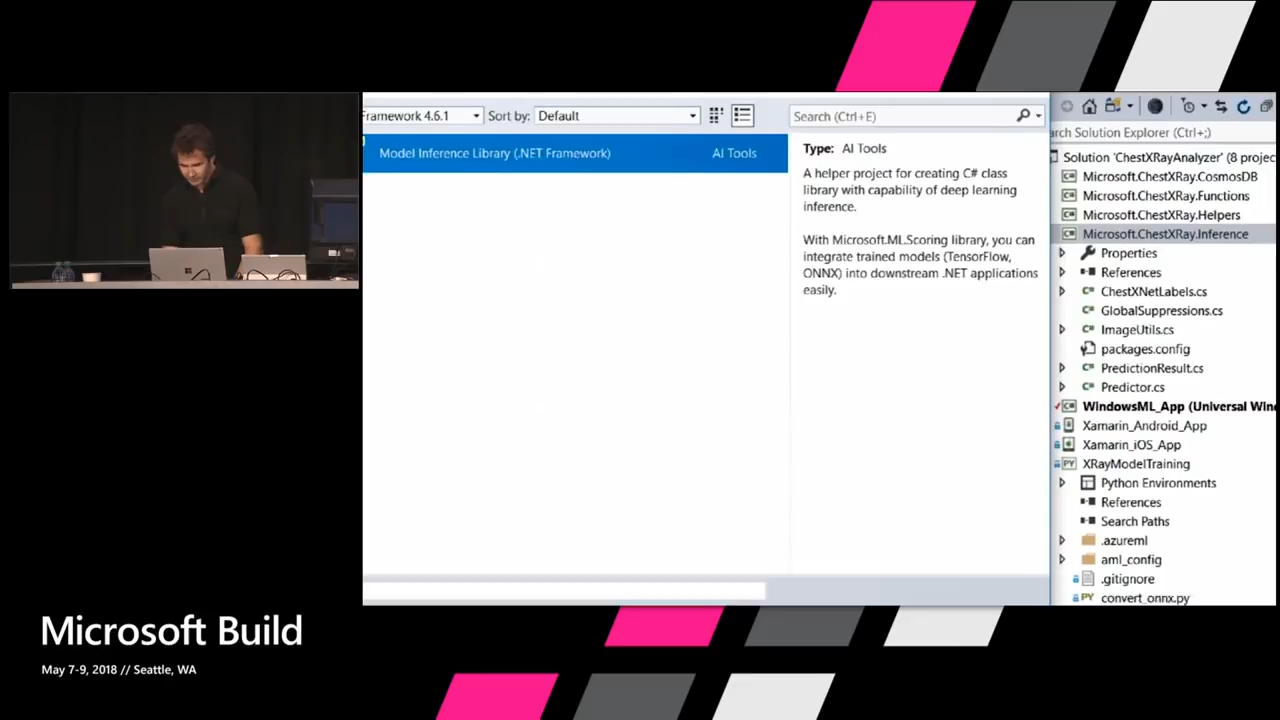 Framework 4.6.1
Sort by:
Default
Search (Ctrl+E)
Model Inference Library (.NET Framework)
AI Tools
Type: AI Tools
A helper project for creating C# class
library with capability of deep learning
inference.
With Microsoft.ML.Scoring library, you can
integrate trained models (TensorFlow,
ONNX) into downstream .NET applications
easily.
arch Solution Explorer (Ctrl+;)
Solution 'ChestXRayAnalyzer' (8 projec
C# Microsoft.ChestXRay.CosmosDB
C# Microsoft.ChestXRay.Functions
C# Microsoft.ChestXRay.Helpers
C# Microsoft.ChestXRay.Inference
Properties
References
C# ChestXNetLabels.cs
C# GlobalSuppressions.cs
C# ImageUtils.cs
packages.config
C# PredictionResult.cs
C# Predictor.cs
C# WindowsML_App (Universal Win
Xamarin_Android_App
Xamarin_iOS_App
PY XRayModelTraining
Python Environments
References
Search Paths
.azureml
aml_config
.gitignore
PY convert_onnx.py
Microsoft Build
May 7-9, 2018 // Seattle, WA